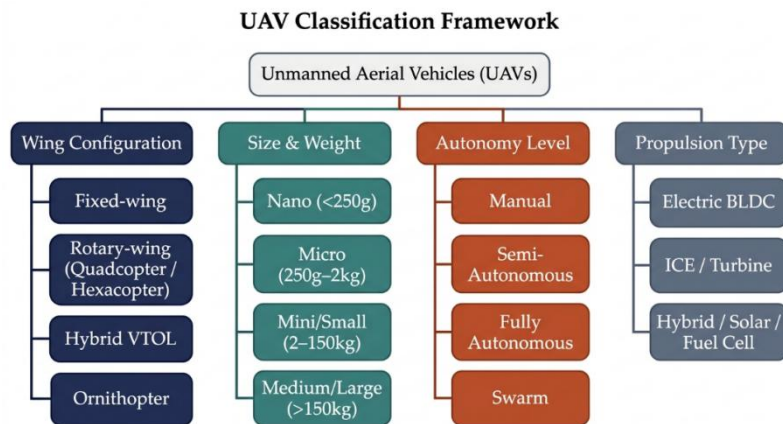 UAV Classification Framework
Unmanned Aerial Vehicles (UAVs)
Wing Configuration
Fixed-wing
Rotary-wing
(Quadcopter /
Hexacopter)
Hybrid VTOL
Ornithopter
Size & Weight
Nano (<250g)
Micro
(250g–2kg)
Mini/Small
(2–150kg)
Medium/Large
(>150kg)
Autonomy Level
Manual
Semi-
Autonomous
Fully
Autonomous
Swarm
Propulsion Type
Electric BLDC
ICE / Turbine
Hybrid / Solar /
Fuel Cell